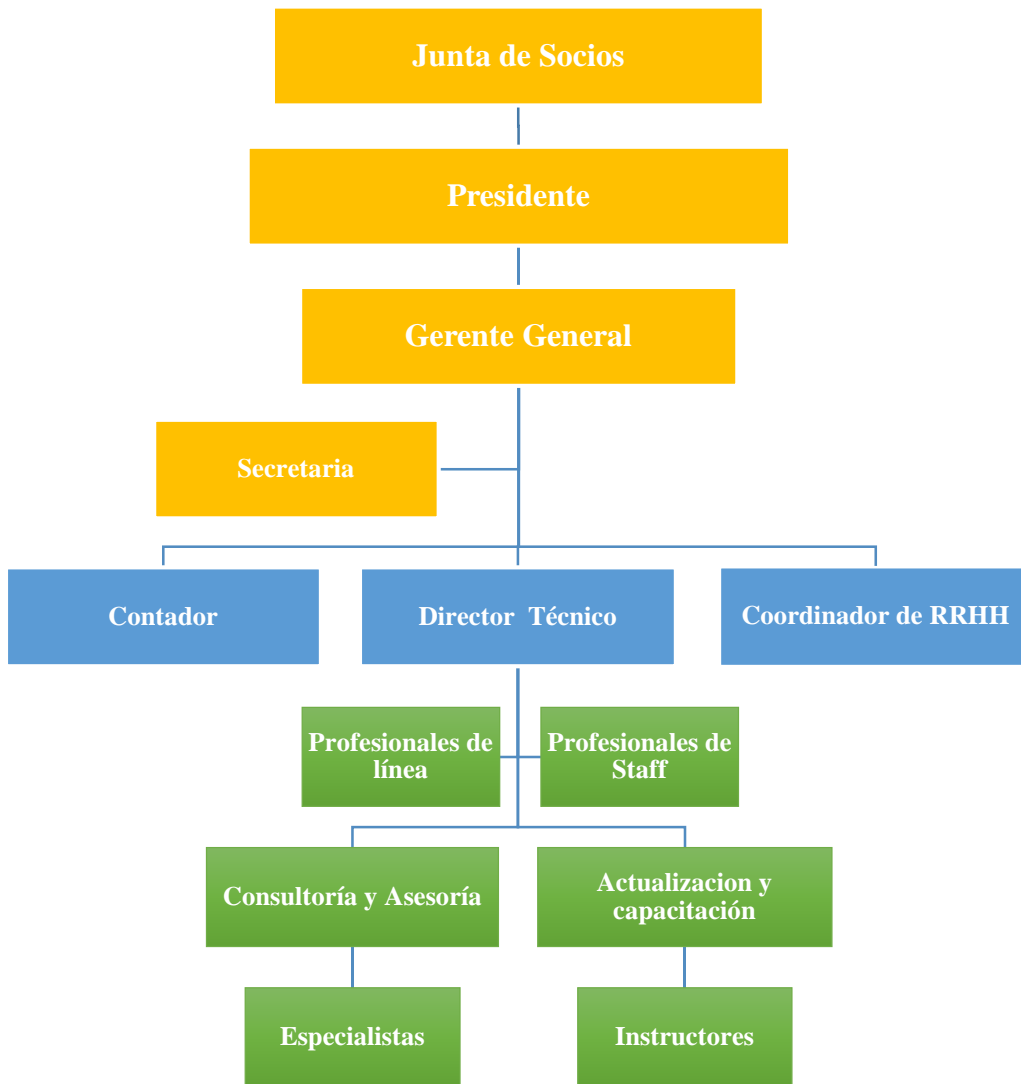 Junta de Socios
Presidente
Gerente General
Secretaria
Contador
Director Técnico
Coordinador de RRHH
Profesionales de
línea
Profesionales de
Staff
Consultoría y Asesoría
Actualizacion y
capacitación
Especialistas
Instructores